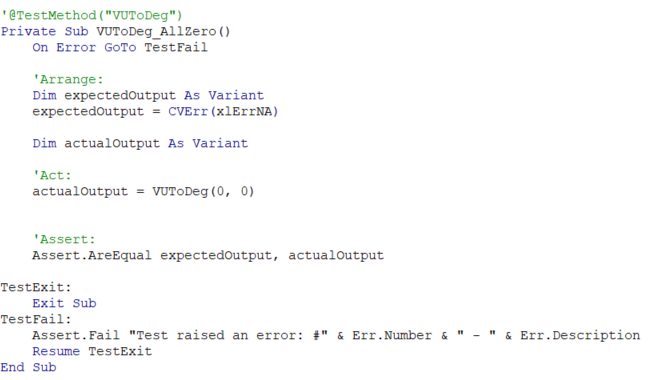 '@TestMethod("VUToDeg")
Private Sub VUToDeg_AllZero()
    On Error GoTo TestFail
    'Arrange:
    Dim expectedOutput As Variant
    expectedOutput = CVErr(xlErrNA)
    Dim actualOutput As Variant
    'Act:
    actualOutput = VUToDeg(0, 0)
    'Assert:
    Assert.AreEqual expectedOutput, actualOutput
TestExit:
    Exit Sub
TestFail:
    Assert.Fail "Test raised an error: #" & Err.Number & " - " & Err.Description
    Resume TestExit
End Sub